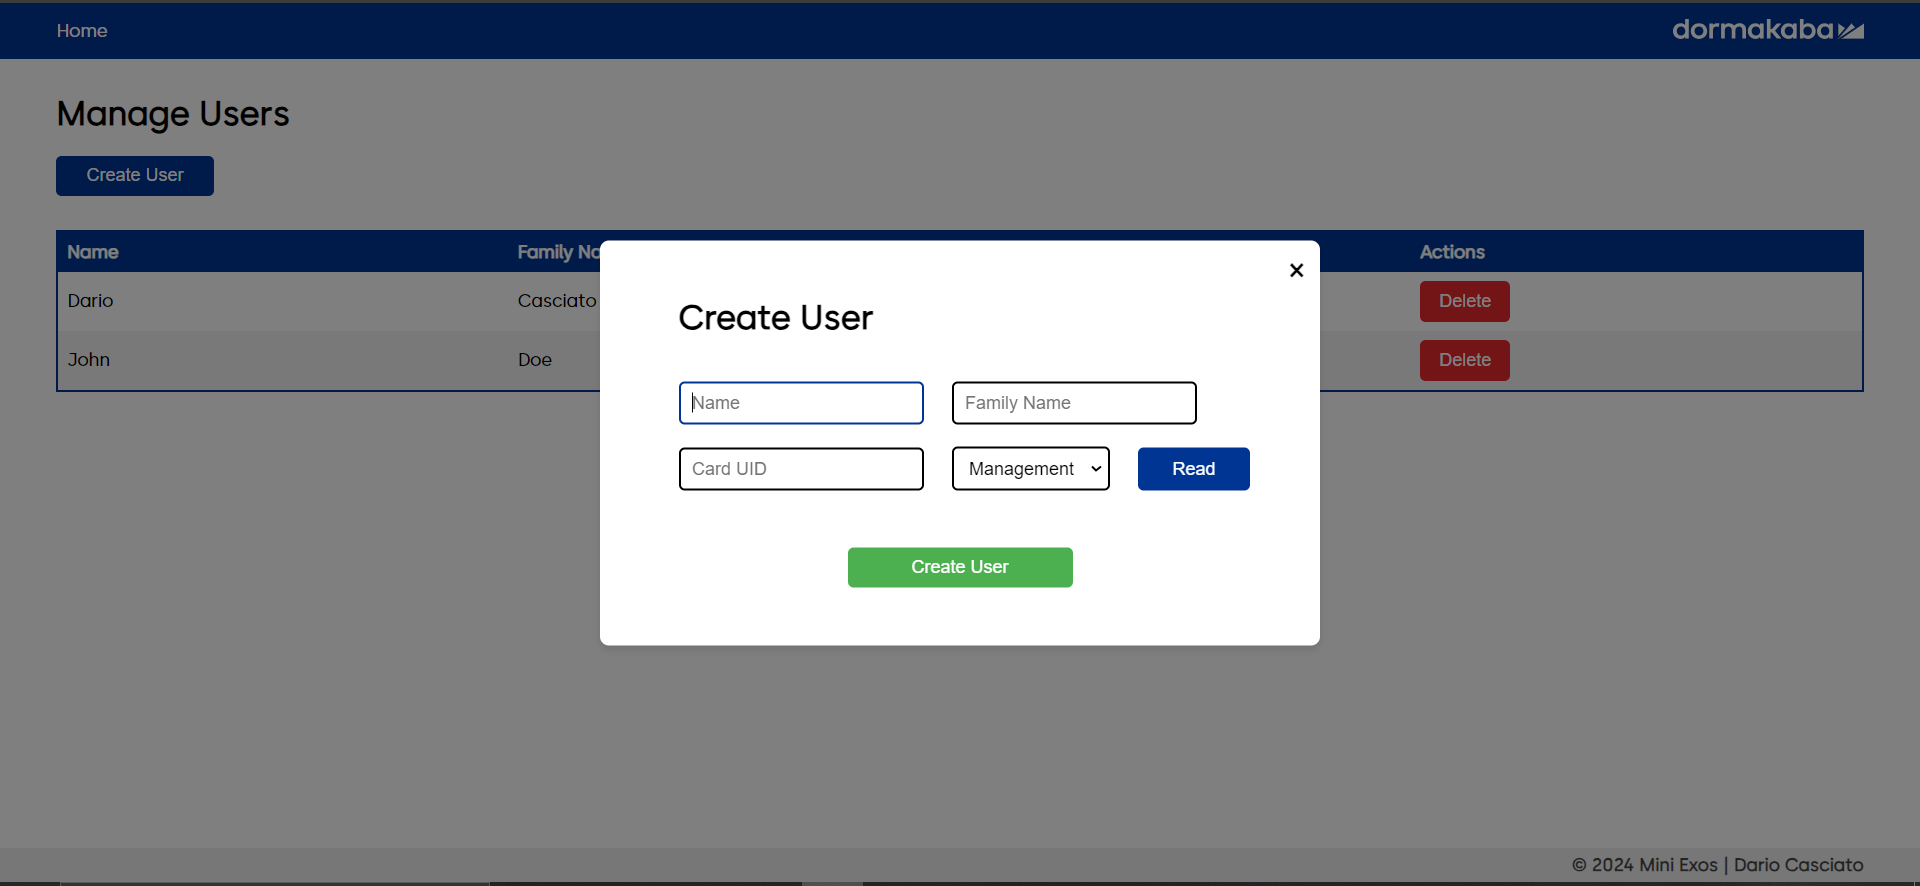 Home
dormakaba
Manage Users
Create User
Name Family Na Actions
Dario Casciato Delete
John Doe Delete
×
Create User
Name Family Name
Card UID Management Read
Create User
© 2024 Mini Exos | Dario Casciato